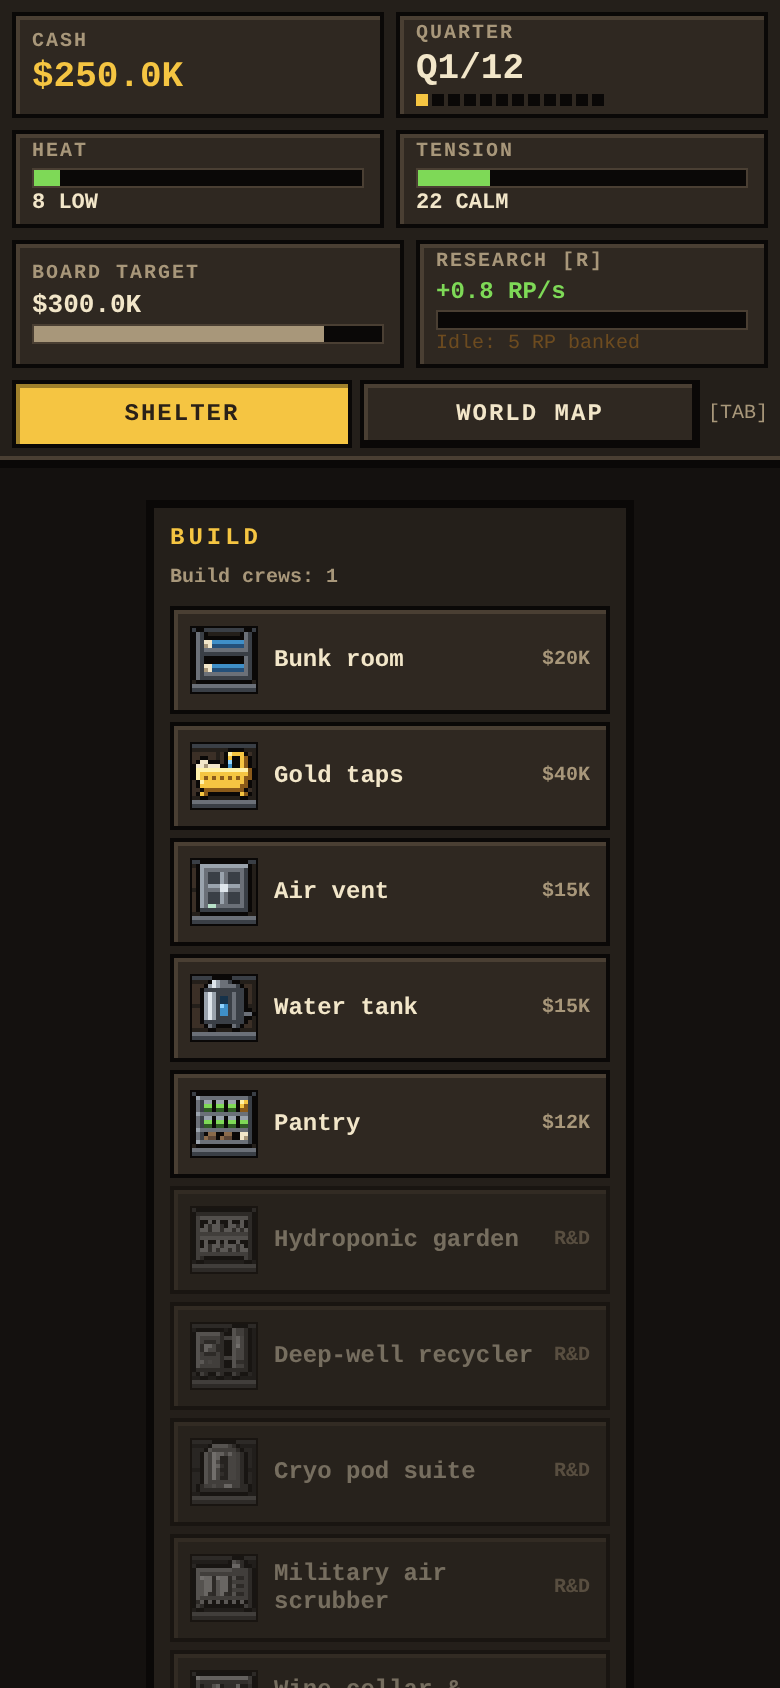 CASH
$250.0K
QUARTER
Q1/12
HEAT
8 LOW
TENSION
22 CALM
BOARD TARGET
$300.0K
RESEARCH [R]
+0.8 RP/s
Idle: 5 RP banked
SHELTER
WORLD MAP
[TAB]
BUILD
Build crews: 1
Bunk room $20K
Gold taps $40K
Air vent $15K
Water tank $15K
Pantry $12K
Hydroponic garden R&D
Deep-well recycler R&D
Cryo pod suite R&D
Military air
scrubber R&D
Wine cellar &